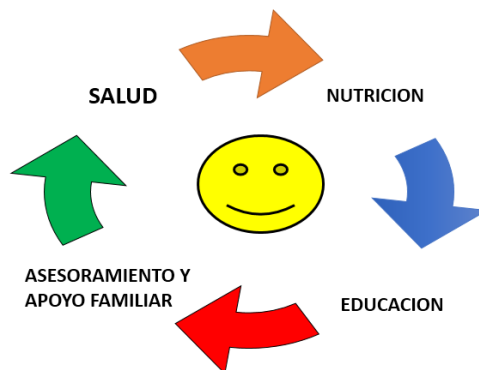 SALUD
NUTRICION
ASESORAMIENTO Y
APOYO FAMILIAR
EDUCACION